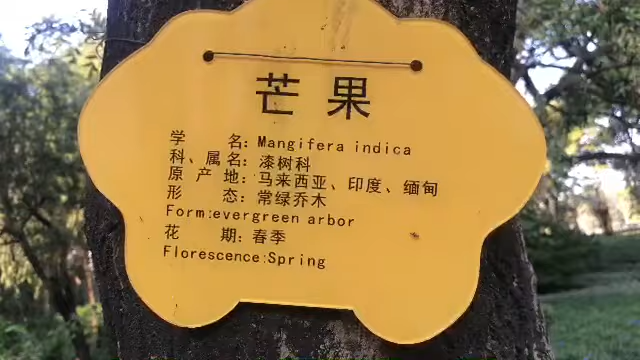 芒果
学 名：Mangifera indica
科、属名：漆树科
原 产 地：马来西亚、印度、缅甸
形 态：常绿乔木
Form:evergreen arbor
花 期：春季
Florescence:Spring